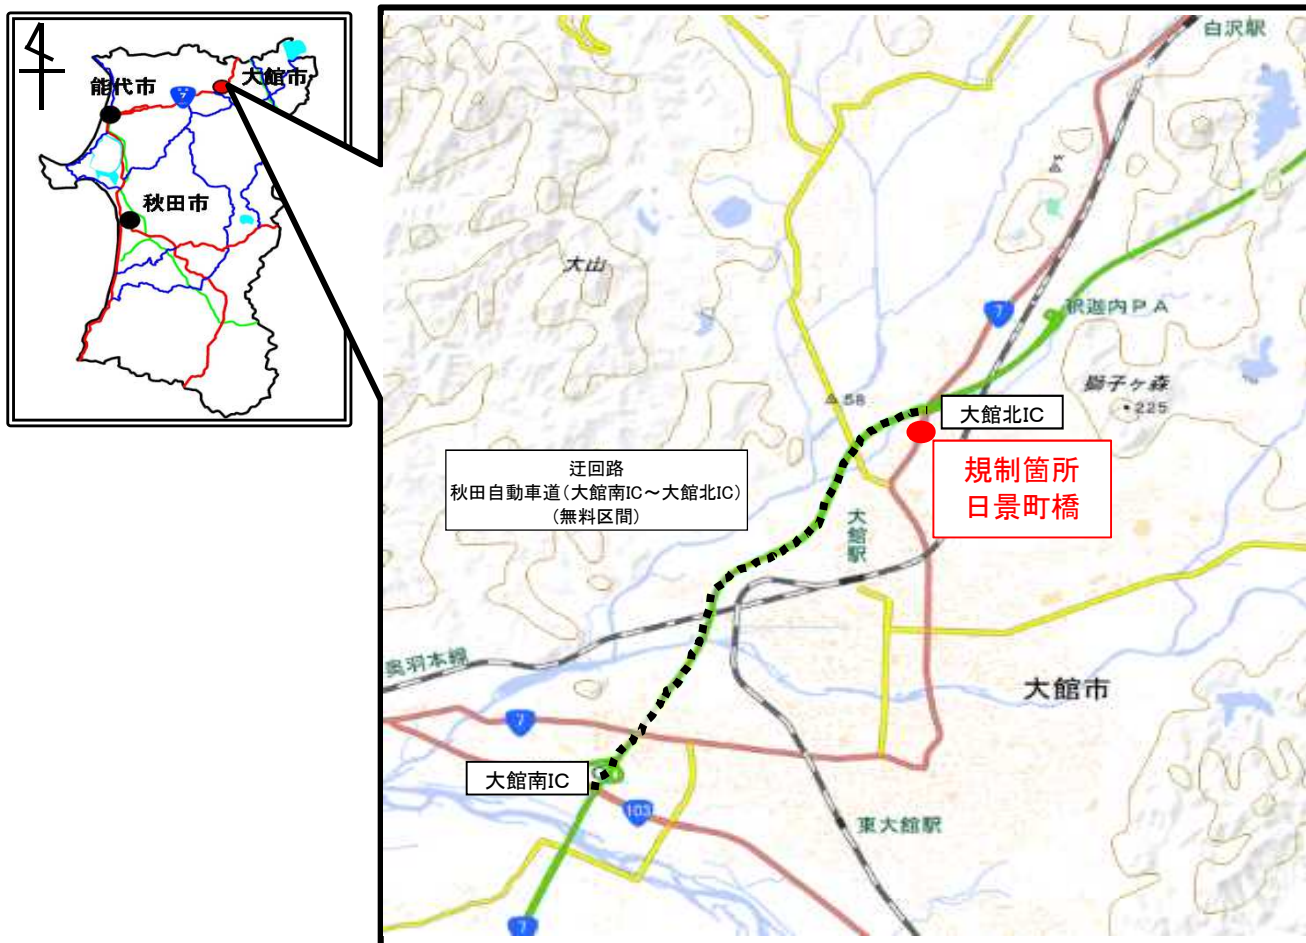 能代市
7
大館市
秋田市
白沢駅
大山
7
釈迦内PA
獅子ヶ森
・225
58
大館北IC
規制箇所
日景町橋
迂回路
秋田自動車道(大館南IC～大館北IC)
(無料区間)
大館駅
奥羽本線
大館市
7
大館南IC
103
東大館駅
7